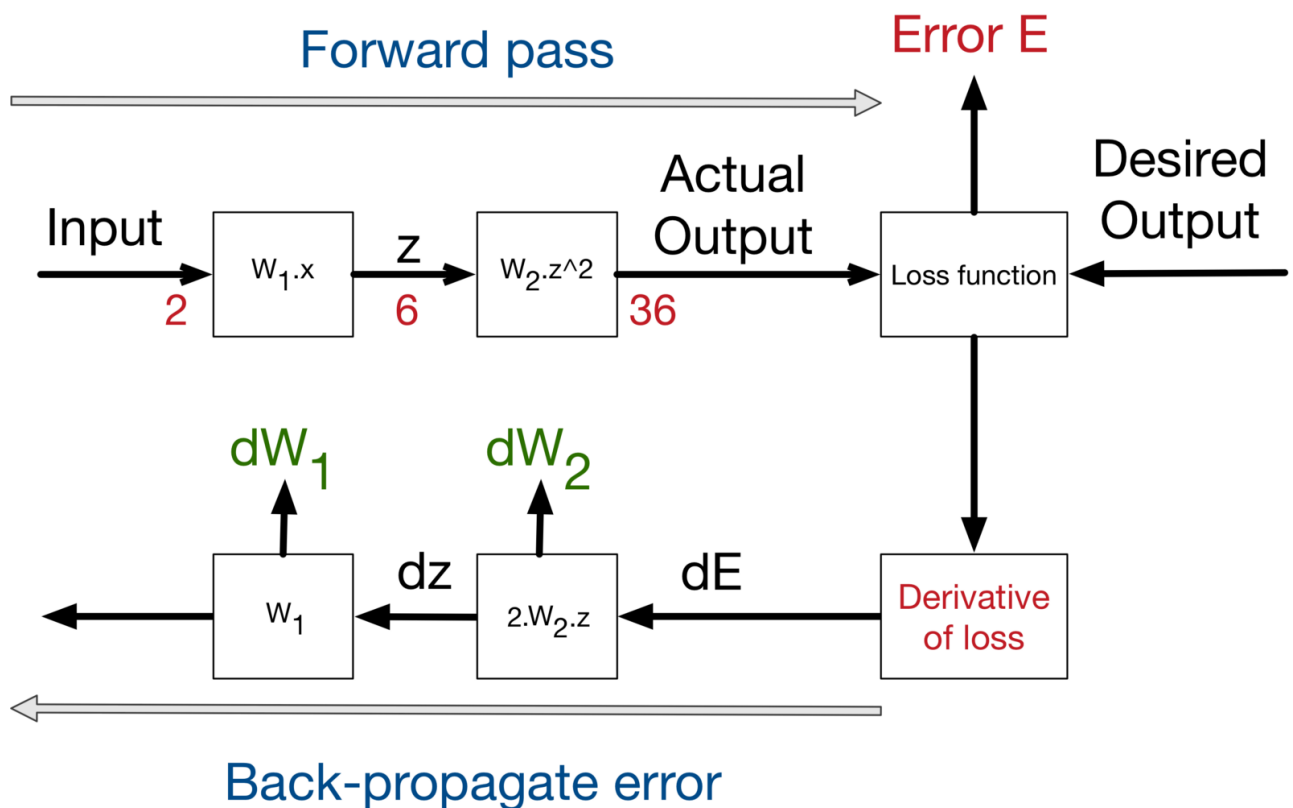 Forward pass
Error E
Input
2
W1.x
z
6
W2.z^2
Actual
Output
36
Loss function
Desired
Output
dW1
dW2
W1
dz
2.W2.z
dE
Derivative
of loss
Back-propagate error